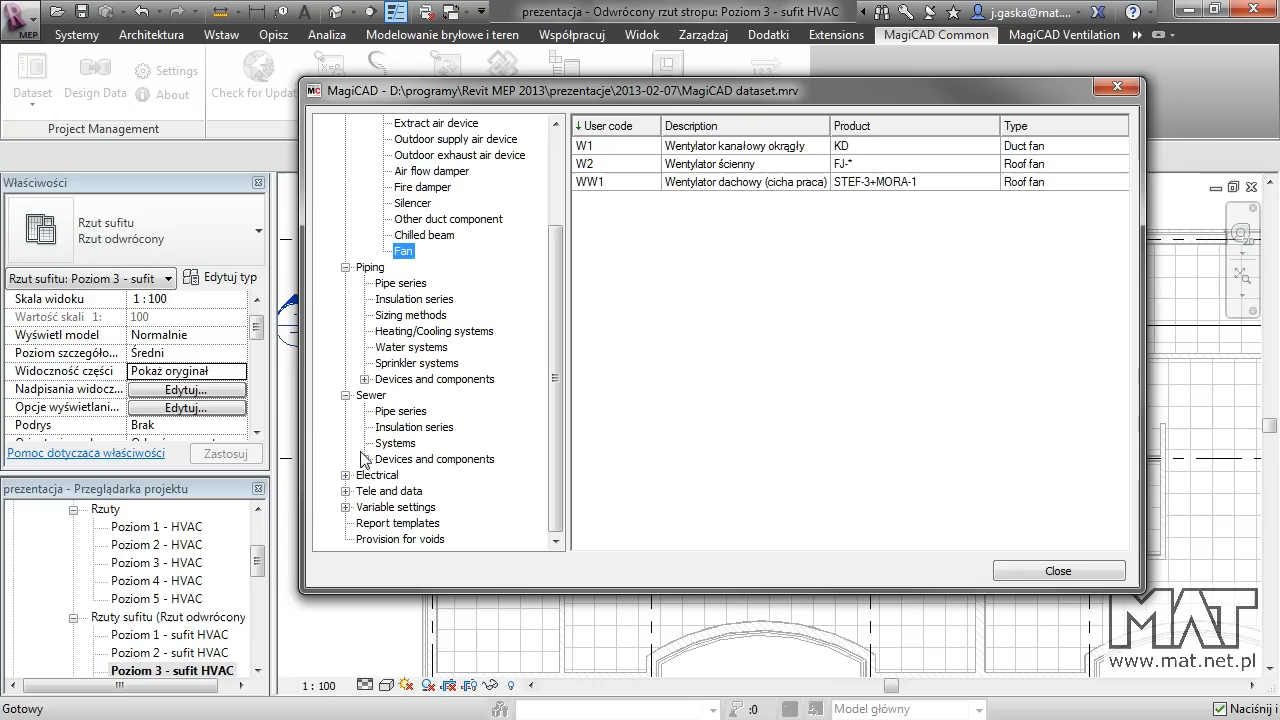 prezentacja - Odwrócony rzut stropu: Poziom 3 - sufit HVAC
j.gaska@mat....
MEP
Systemy
Architektura
Wstaw
Opisz
Analiza
Modelowanie bryłowe i teren
Współpracuj
Widok
Zarządzaj
Dodatki
Extensions
MagiCAD Common
MagiCAD Ventilation
Dataset
Design Data
Settings
About
Check for Updat
Project Management
MagiCAD - D:\programy\Revit MEP 2013\prezentacje\2013-02-07\MagiCAD dataset.mrv
Extract air device
Outdoor supply air device
Outdoor exhaust air device
Air flow damper
Fire damper
Silencer
Other duct component
Chilled beam
Fan
Piping
Pipe series
Insulation series
Sizing methods
Heating/Cooling systems
Water systems
Sprinkler systems
Devices and components
Sewer
Pipe series
Insulation series
Systems
Devices and components
Electrical
Tele and data
Variable settings
Report templates
Provision for voids
User code Description Product Type
W1 Wentylator kanałowy okrągły KD Duct fan
W2 Wentylator ścienny FJ-* Roof fan
WW1 Wentylator dachowy (cicha praca) STEF-3+MORA-1 Roof fan
Close
Właściwości
Rzut sufitu
Rzut odwrócony
Rzut sufitu: Poziom 3 - sufit
Edytuj typ
Skala widoku 1 : 100
Wartość skali 1: 100
Wyświetl model Normalnie
Poziom szczegóło... Średni
Widoczność części Pokaż oryginał
Nadpisania widocz... Edytuj...
Opcje wyświetlani... Edytuj...
Podrys Brak
Pomoc dotycząca właściwości
Zastosuj
prezentacja - Przeglądarka projektu
Rzuty
Poziom 1 - HVAC
Poziom 2 - HVAC
Poziom 3 - HVAC
Poziom 4 - HVAC
Poziom 5 - HVAC
Rzuty sufitu (Rzut odwrócony
Poziom 1 - sufit HVAC
Poziom 2 - sufit HVAC
Poziom 3 - sufit HVAC
1 : 100
MAT
www.mat.net.pl
Gotowy
:0
Model główny
Naciśnij i